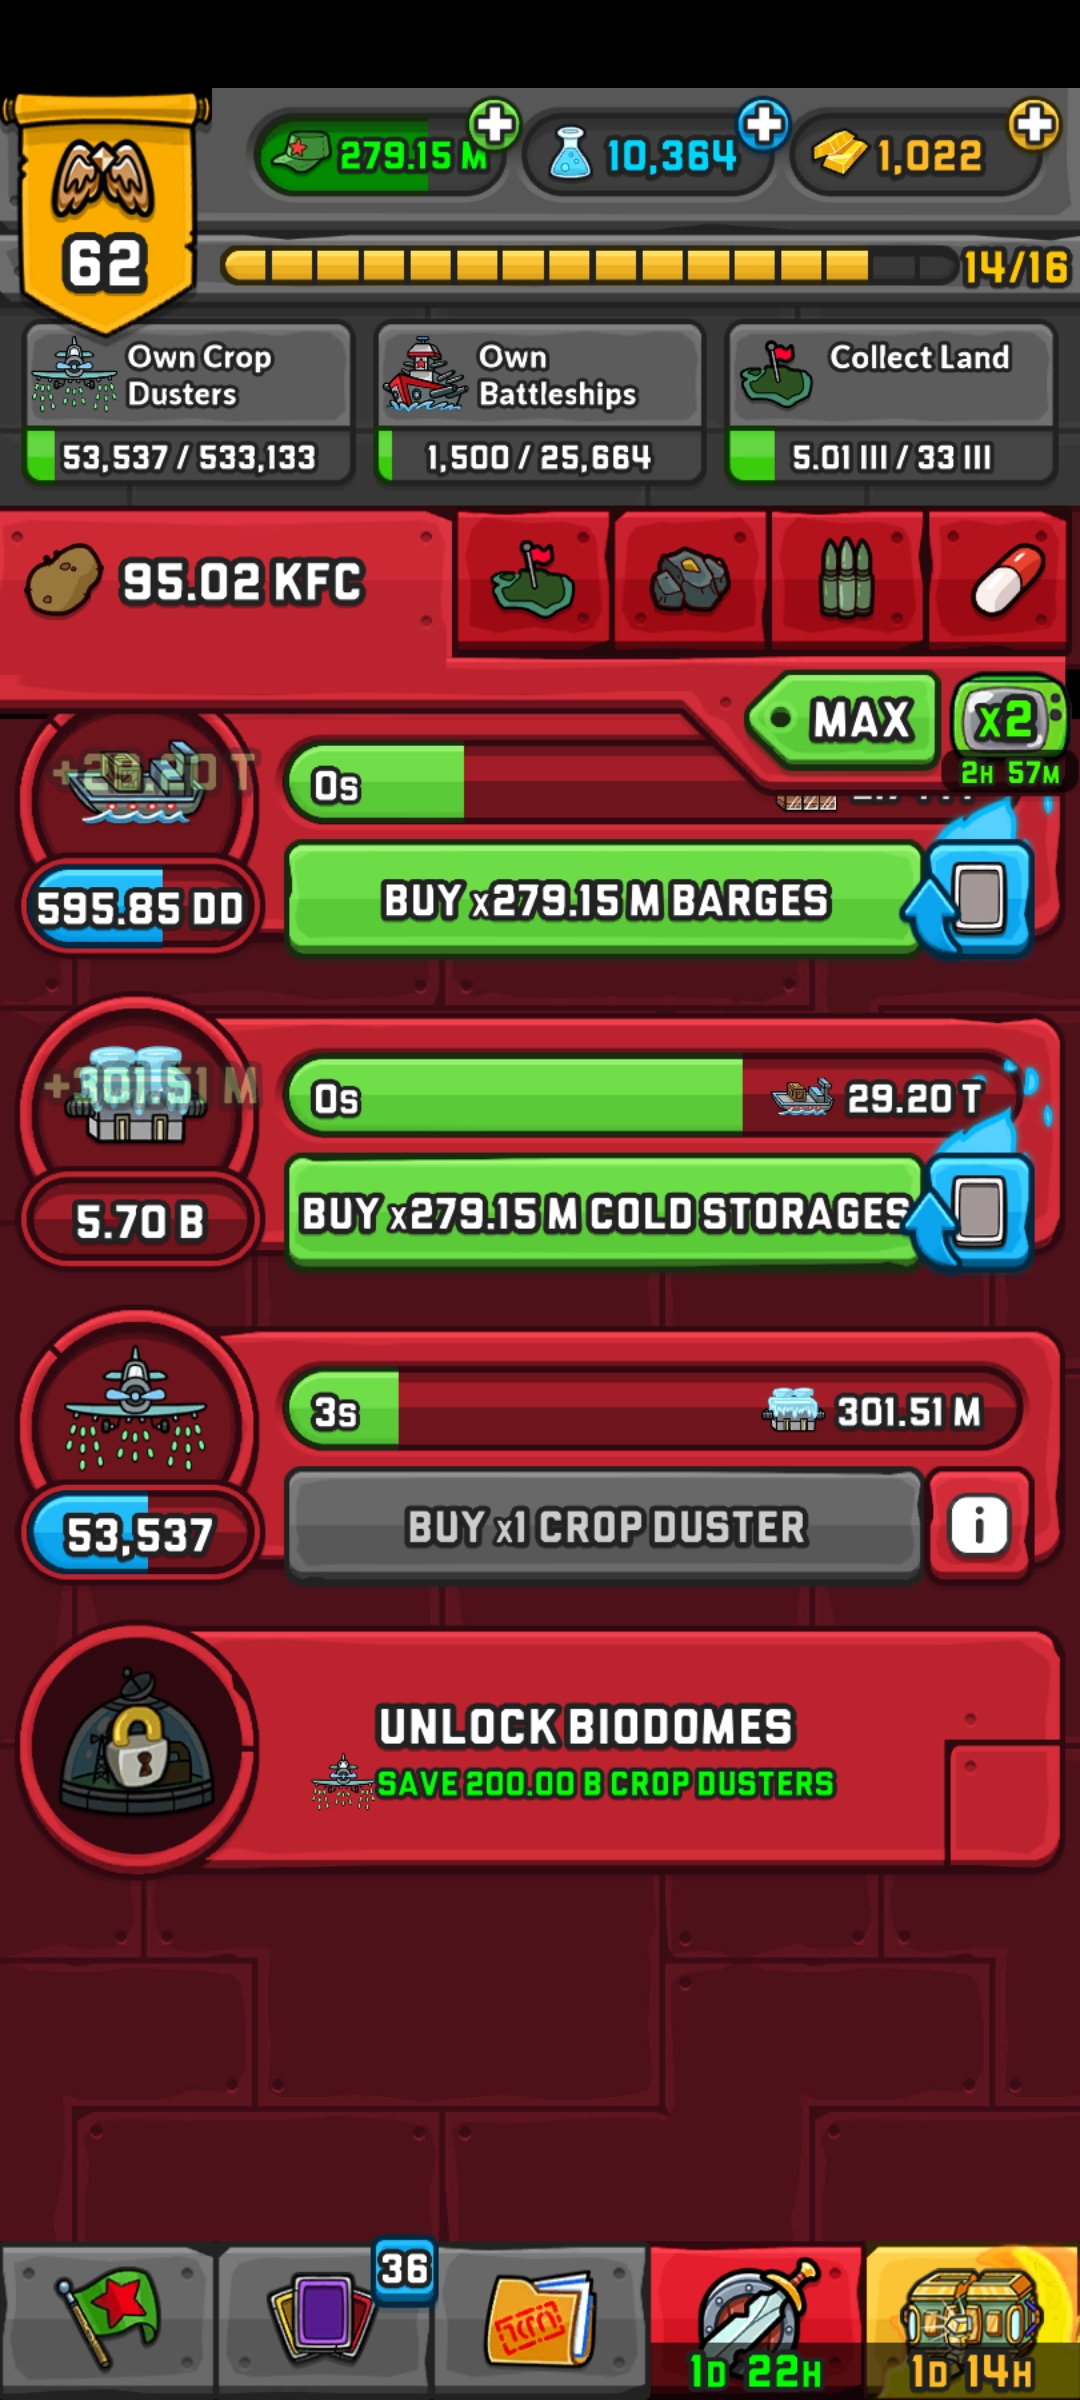 62
279.15 M
10,364
1,022
14/16
Own Crop Dusters
53,537 / 533,133
Own Battleships
1,500 / 25,664
Collect Land
5.01 III / 33 III
95.02 KFC
MAX
x2
2H 57M
0s
595.85 DD
BUY x279.15 M BARGES
+301.51 M
0s
29.20 T
5.70 B
BUY x279.15 M COLD STORAGES
3s
301.51 M
53,537
BUY x1 CROP DUSTER
i
UNLOCK BIODOMES
SAVE 200.00 B CROP DUSTERS
36
1D 22H
1D 14H